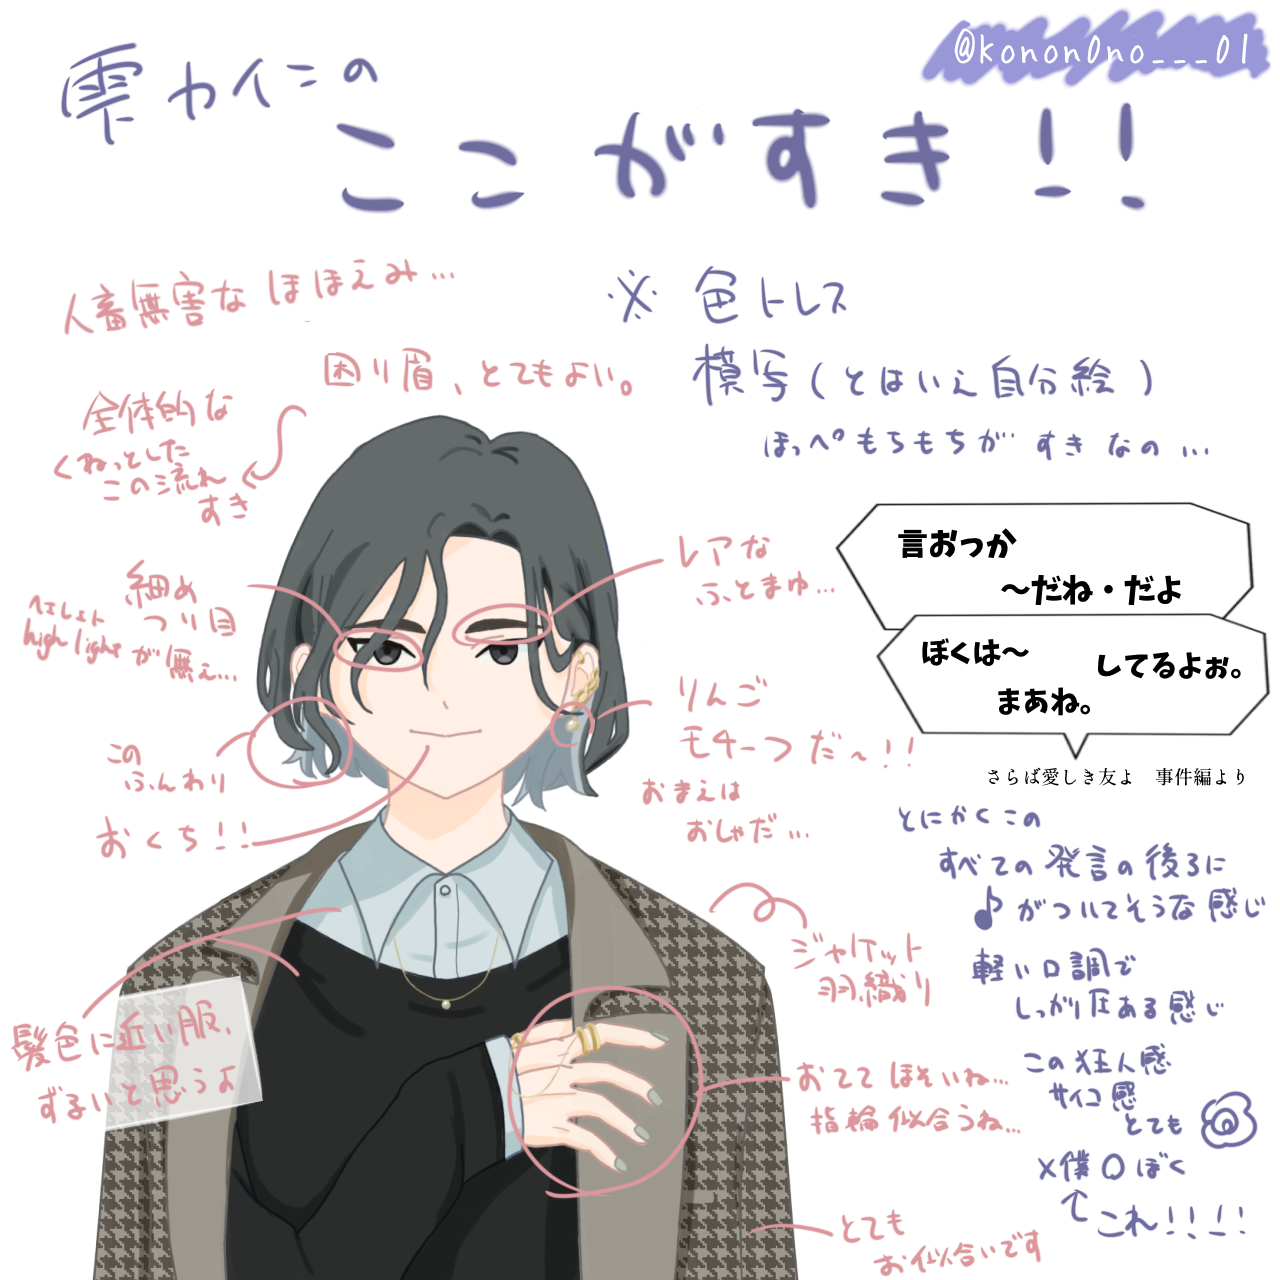 @konon0no___01
雫カイニの
ここがすき!!
人畜無害なほほえみ…
困り眉、とてもよい。
全体的な
くねっとした
この流れ
すき
※色トレス
模写(とはいえ自分絵)
ほっぺもちもちがすきなの…
細め
つり目
ハイライト
high light が無え…
レアな
ふとまゆ…
この
ふんわり
おくち!!
りんご
モチーフだ〜!!
おまえは
おしゃだ…
言おっか
〜だね・だよ
ぼくは〜
してるよぉ。
まあね。
さらば愛しき友よ 事件編より
とにかくこの
すべての発言の後ろに
♪がついてそうな感じ
軽い口調で
しっかり圧ある感じ
この狂人感
サイコ感
とても
×僕○ぼく
↑これ!!!!
ジャケット
羽織り
髪色に近い服、
ずるいと思うよ
おててほそいね…
指輪似合うね…
とても
お似合いです